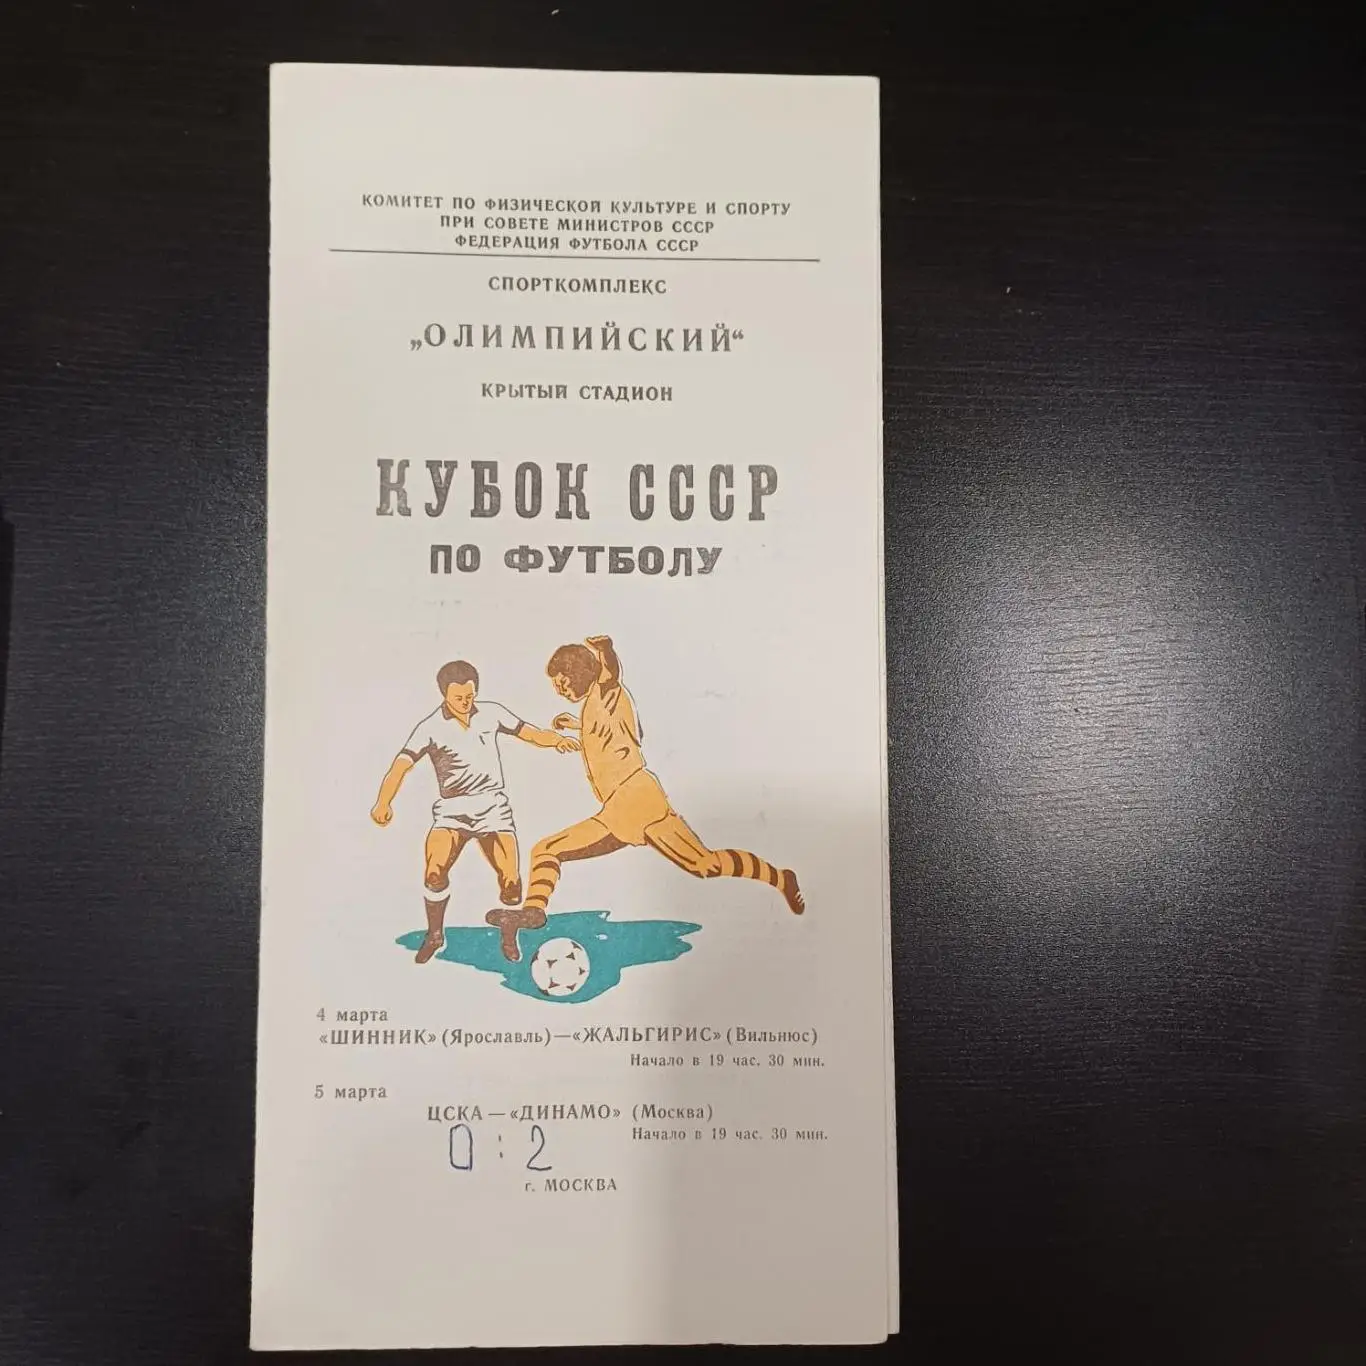 КОМИТЕТ ПО ФИЗИЧЕСКОЙ КУЛЬТУРЕ И СПОРТУ
ПРИ СОВЕТЕ МИНИСТРОВ СССР
ФЕДЕРАЦИЯ ФУТБОЛА СССР
СПОРТКОМПЛЕКС
„ОЛИМПИЙСКИЙ“
КРЫТЫЙ СТАДИОН
КУБОК СССР
ПО ФУТБОЛУ
4 марта
«ШИННИК» (Ярославль)—«ЖАЛЬГИРИС» (Вильнюс)
Начало в 19 час. 30 мин.
5 марта
ЦСКА—«ДИНАМО» (Москва)
Начало в 19 час. 30 мин.
0 : 2
г. МОСКВА